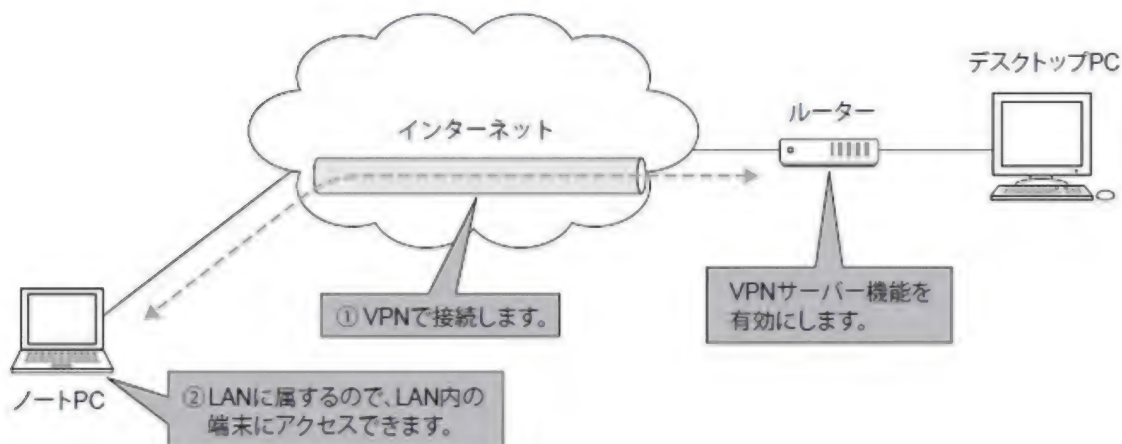 デスクトップPC
ルーター
インターネット
① VPNで接続します。
VPNサーバー機能を
有効にします。
ノートPC
② LANに属するので、LAN内の
端末にアクセスできます。